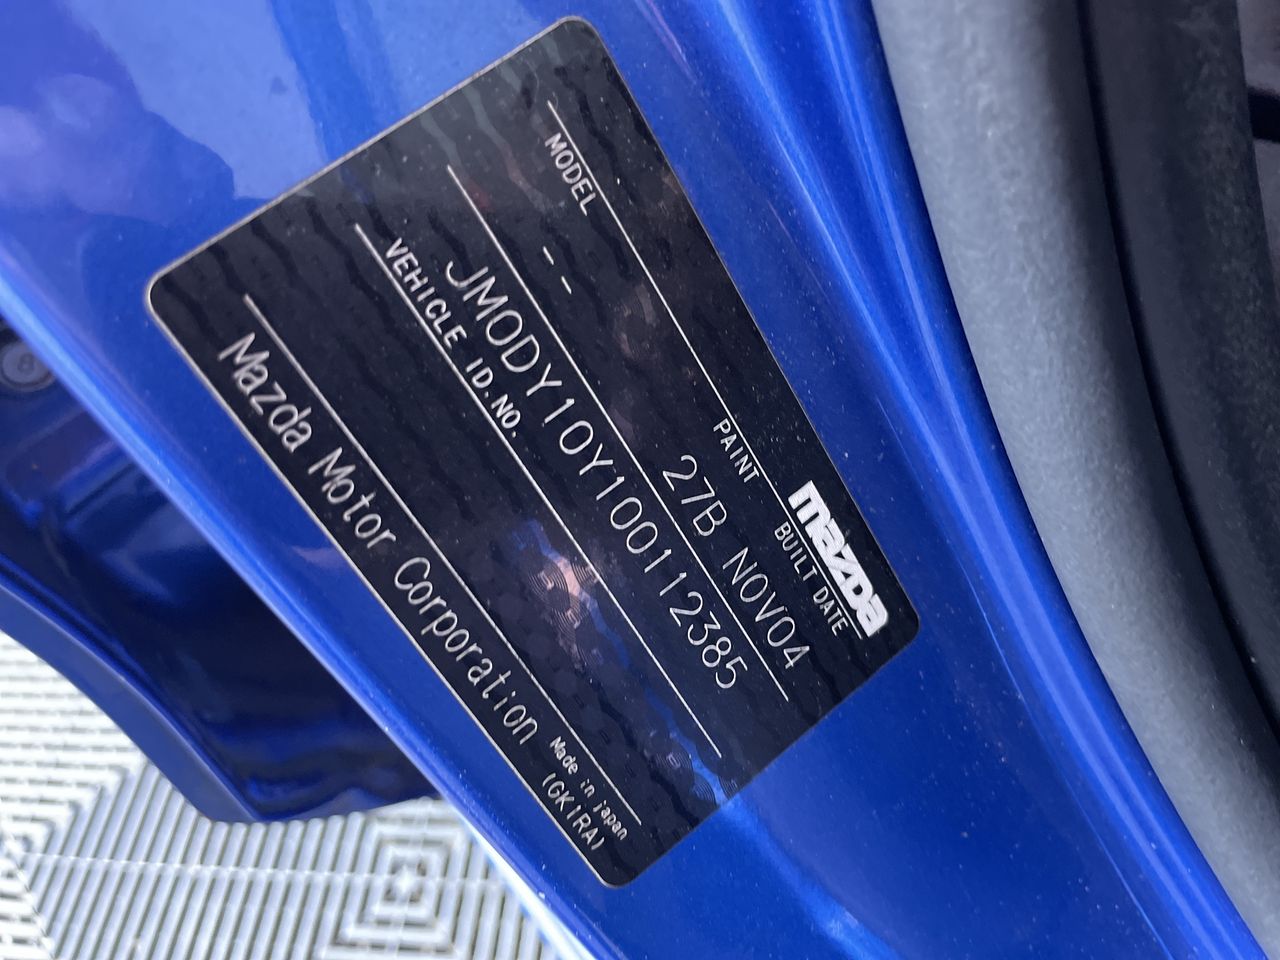 mazda
MODEL PAINT BUILT DATE
-- 27B NOV04
JM0DY10Y100112385
VEHICLE ID.NO.
Mazda Motor Corporation Made in japan
(GK1RA)